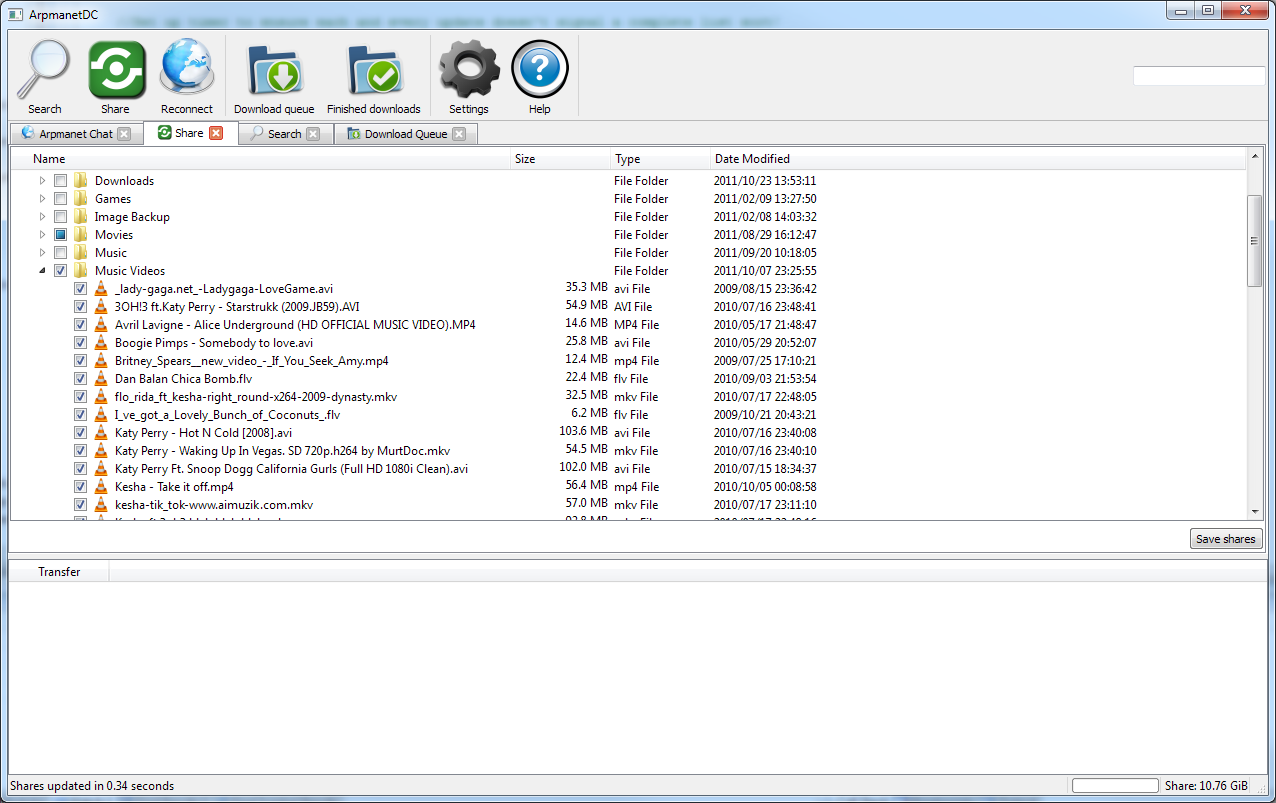 ArpmanetDC
Search Share Reconnect Download queue Finished downloads Settings Help
Arpmanet Chat Share Search Download Queue
Name Size Type Date Modified
Downloads File Folder 2011/10/23 13:53:11
Games File Folder 2011/02/09 13:27:50
Image Backup File Folder 2011/02/08 14:03:32
Movies File Folder 2011/08/29 16:12:47
Music File Folder 2011/09/20 10:18:05
Music Videos File Folder 2011/10/07 23:25:55
_lady-gaga.net_-Ladygaga-LoveGame.avi 35.3 MB avi File 2009/08/15 23:36:42
3OH!3 ft.Katy Perry - Starstrukk (2009.JB59).AVI 54.9 MB AVI File 2010/07/16 23:48:41
Avril Lavigne - Alice Underground (HD OFFICIAL MUSIC VIDEO).MP4 14.6 MB MP4 File 2010/05/17 21:48:47
Boogie Pimps - Somebody to love.avi 25.8 MB avi File 2010/05/29 20:52:07
Britney_Spears__new_video_-_If_You_Seek_Amy.mp4 12.4 MB mp4 File 2009/07/25 17:10:21
Dan Balan Chica Bomb.flv 22.4 MB flv File 2010/09/03 21:53:54
flo_rida_ft_kesha-right_round-x264-2009-dynasty.mkv 32.5 MB mkv File 2010/07/17 22:48:05
I_ve_got_a_Lovely_Bunch_of_Coconuts_.flv 6.2 MB flv File 2009/10/21 20:43:21
Katy Perry - Hot N Cold [2008].avi 103.6 MB avi File 2010/07/16 23:40:08
Katy Perry - Waking Up In Vegas. SD 720p.h264 by MurtDoc.mkv 54.5 MB mkv File 2010/07/16 23:40:10
Katy Perry Ft. Snoop Dogg California Gurls (Full HD 1080i Clean).avi 102.0 MB avi File 2010/07/15 18:34:37
Kesha - Take it off.mp4 56.4 MB mp4 File 2010/10/05 00:08:58
kesha-tik_tok-www.aimuzik.com.mkv 57.0 MB mkv File 2010/07/17 23:11:10
Save shares
Transfer
Shares updated in 0.34 seconds Share: 10.76 GiB